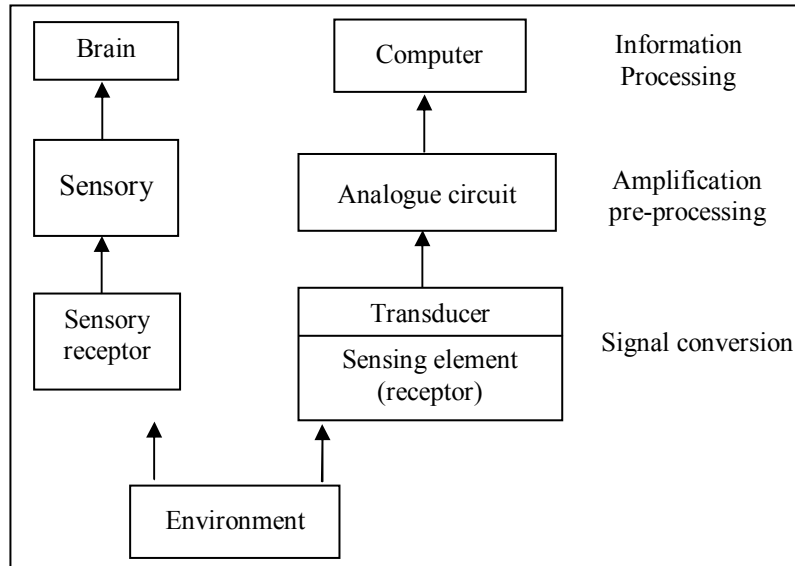 Brain
Computer
Information
Processing
Sensory
Analogue circuit
Amplification
pre-processing
Sensory
receptor
Transducer
Sensing element
(receptor)
Signal conversion
Environment